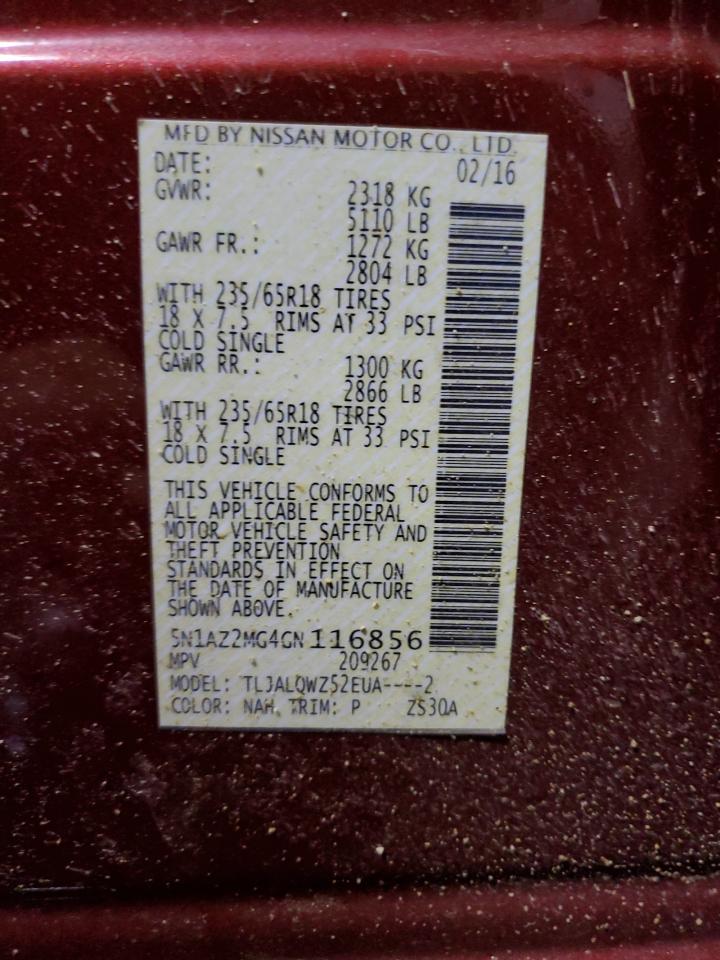 MFD BY NISSAN MOTOR CO., LTD.
DATE: 02/16
GVWR: 2318 KG
5110 LB
GAWR FR.: 1272 KG
2804 LB
WITH 235/65R18 TIRES
18 X 7.5 RIMS AT 33 PSI
COLD SINGLE
GAWR RR.: 1300 KG
2866 LB
WITH 235/65R18 TIRES
18 X 7.5 RIMS AT 33 PSI
COLD SINGLE
THIS VEHICLE CONFORMS TO
ALL APPLICABLE FEDERAL
MOTOR VEHICLE SAFETY AND
THEFT PREVENTION
STANDARDS IN EFFECT ON
THE DATE OF MANUFACTURE
SHOWN ABOVE.
5N1AZ2MG4GN116856
MPV 209267
MODEL: TLJALQWZ52EUA----2
COLOR: NAH, TRIM: P ZS30A